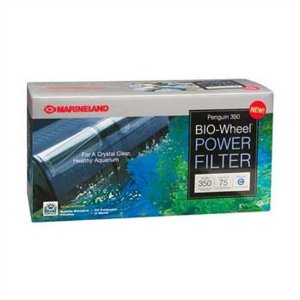 MARINELAND
Penguin 350
NEW!
BIO-Wheel
POWER
FILTER
For A Crystal Clear,
Healthy Aquarium
350
75
C